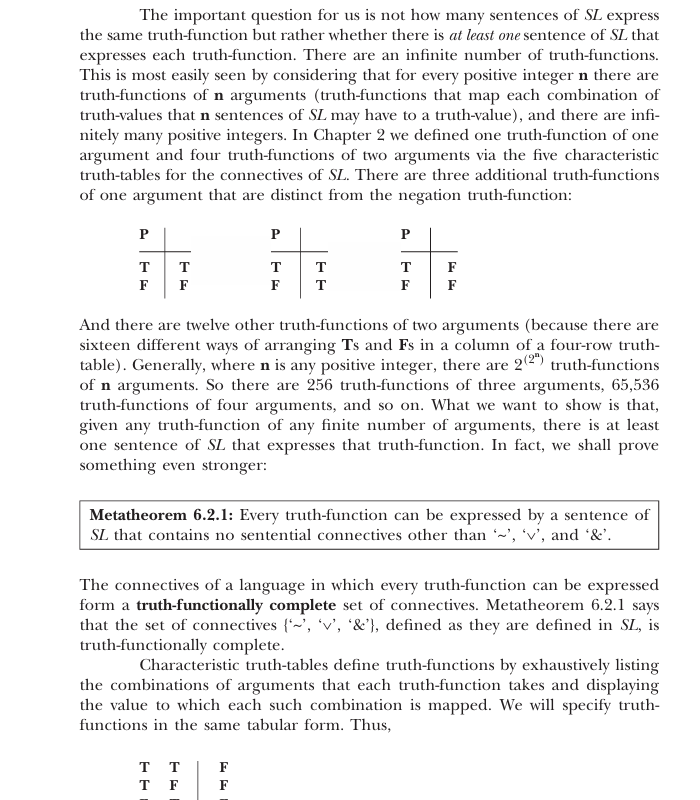 The important question for us is not how many sentences of SL express
the same truth-function but rather whether there is at least one sentence of SL that
expresses each truth-function. There are an infinite number of truth-functions.
This is most easily seen by considering that for every positive integer n there are
truth-functions of n arguments (truth-functions that map each combination of
truth-values that n sentences of SL may have to a truth-value), and there are infi-
nitely many positive integers. In Chapter 2 we defined one truth-function of one
argument and four truth-functions of two arguments via the five characteristic
truth-tables for the connectives of SL. There are three additional truth-functions
of one argument that are distinct from the negation truth-function:
P P P
T T T T T F
F F F T F F
And there are twelve other truth-functions of two arguments (because there are
sixteen different ways of arranging Ts and Fs in a column of a four-row truth-
table). Generally, where n is any positive integer, there are 2^(2^n) truth-functions
of n arguments. So there are 256 truth-functions of three arguments, 65,536
truth-functions of four arguments, and so on. What we want to show is that,
given any truth-function of any finite number of arguments, there is at least
one sentence of SL that expresses that truth-function. In fact, we shall prove
something even stronger:
Metatheorem 6.2.1: Every truth-function can be expressed by a sentence of
SL that contains no sentential connectives other than ‘~’, ‘∨’, and ‘&’.
The connectives of a language in which every truth-function can be expressed
form a truth-functionally complete set of connectives. Metatheorem 6.2.1 says
that the set of connectives {‘~’, ‘∨’, ‘&’}, defined as they are defined in SL, is
truth-functionally complete.
Characteristic truth-tables define truth-functions by exhaustively listing
the combinations of arguments that each truth-function takes and displaying
the value to which each such combination is mapped. We will specify truth-
functions in the same tabular form. Thus,
T T F
T F F